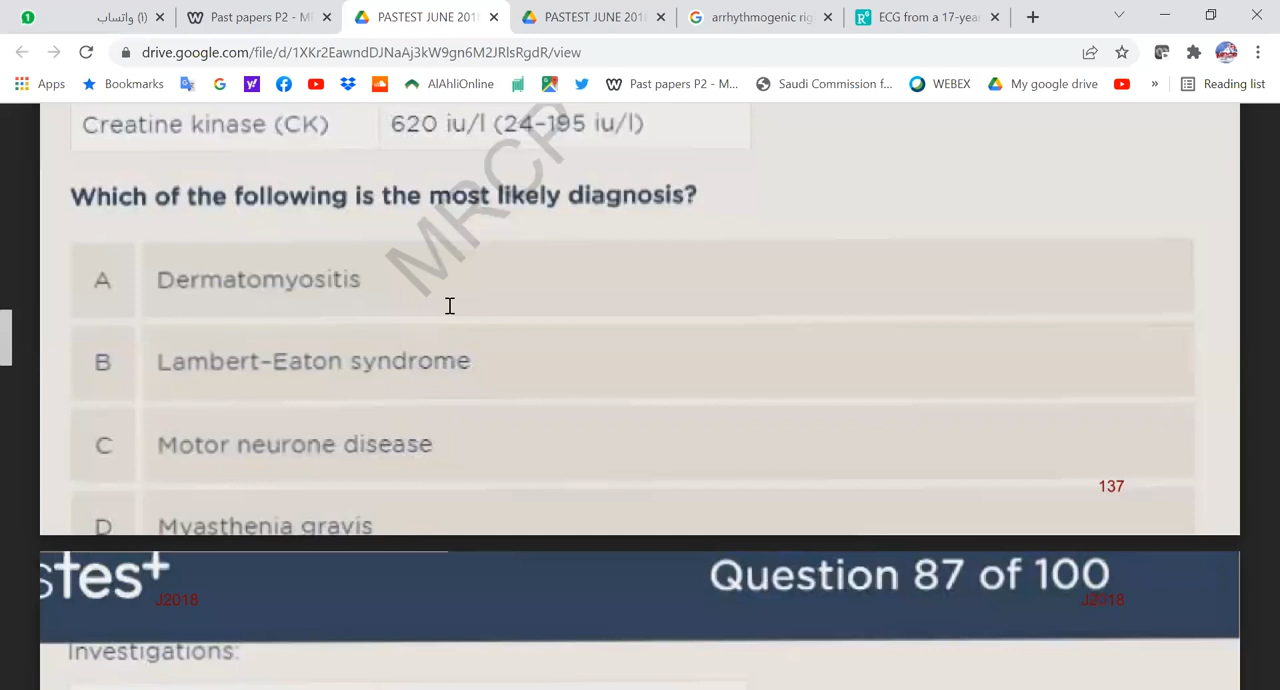 (١) واتساب
Past papers P2 - MF
PASTEST JUNE 201
PASTEST JUNE 201
arrhythmogenic rig
ECG from a 17-yea
drive.google.com/file/d/1XKr2EawndDJNaAj3kW9gn6M2JRlsRgdR/view
Apps
Bookmarks
AlAhliOnline
Past papers P2 - M...
Saudi Commission f...
WEBEX
My google drive
»
Reading list
Creatine kinase (CK) 620 iu/l (24–195 iu/l)
MRCP
Which of the following is the most likely diagnosis?
A Dermatomyositis
B Lambert–Eaton syndrome
C Motor neurone disease
137
D Myasthenia gravis
stes+ Question 87 of 100
J2018 J2018
Investigations: